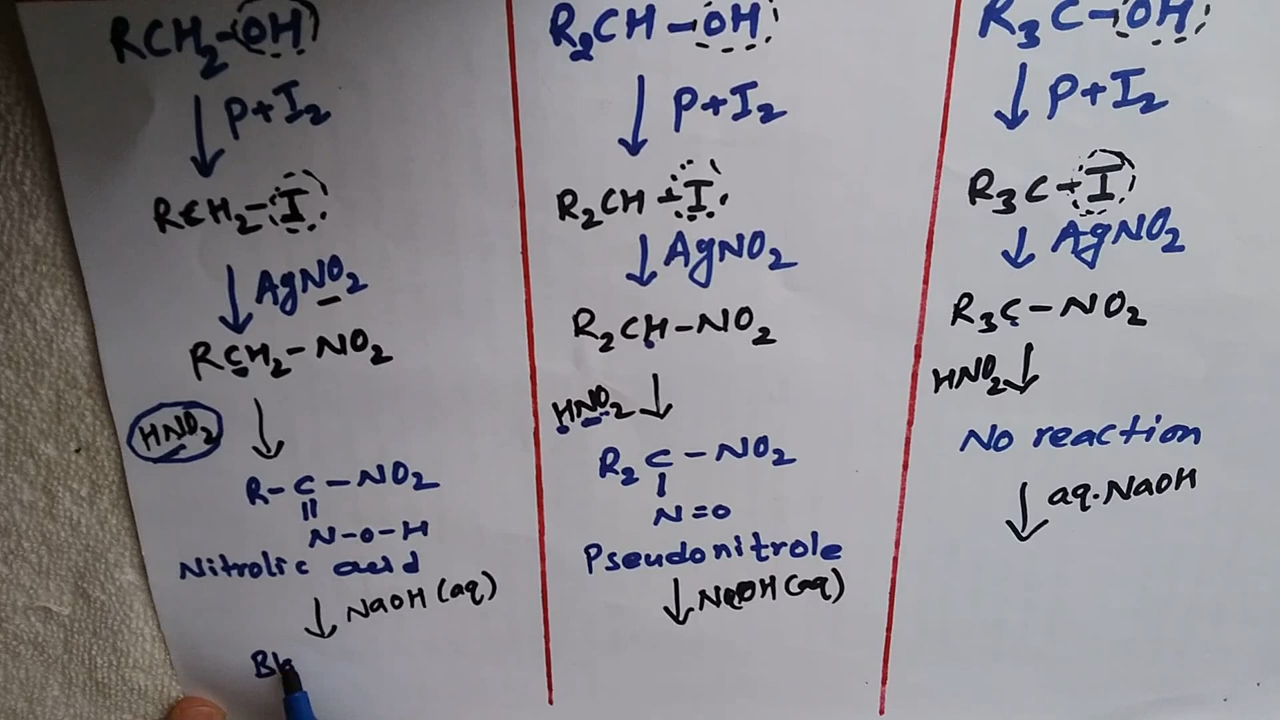 RCH₂-OH
P+I₂
RCH₂-I
AgNO₂
RCH₂-NO₂
HNO₂
R-C-NO₂
||
N-O-H
Nitrolic acid
NaOH (aq)
R₂CH-OH
P+I₂
R₂CH-I
AgNO₂
R₂CH-NO₂
HNO₂
R₂C-NO₂
|
N=O
Pseudonitrole
NaOH (aq)
R₃C-OH
P+I₂
R₃C-I
AgNO₂
R₃C-NO₂
HNO₂
No reaction
aq. NaOH